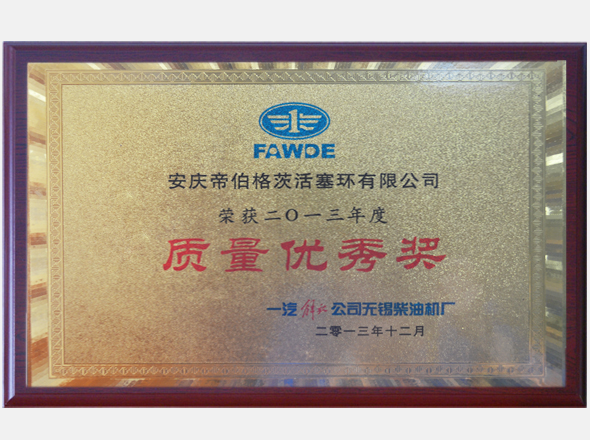 FAWDE
安庆帝伯格茨活塞环有限公司
荣获二〇一三年度
质量优秀奖
一汽解放公司无锡柴油机厂
二零一三年十二月